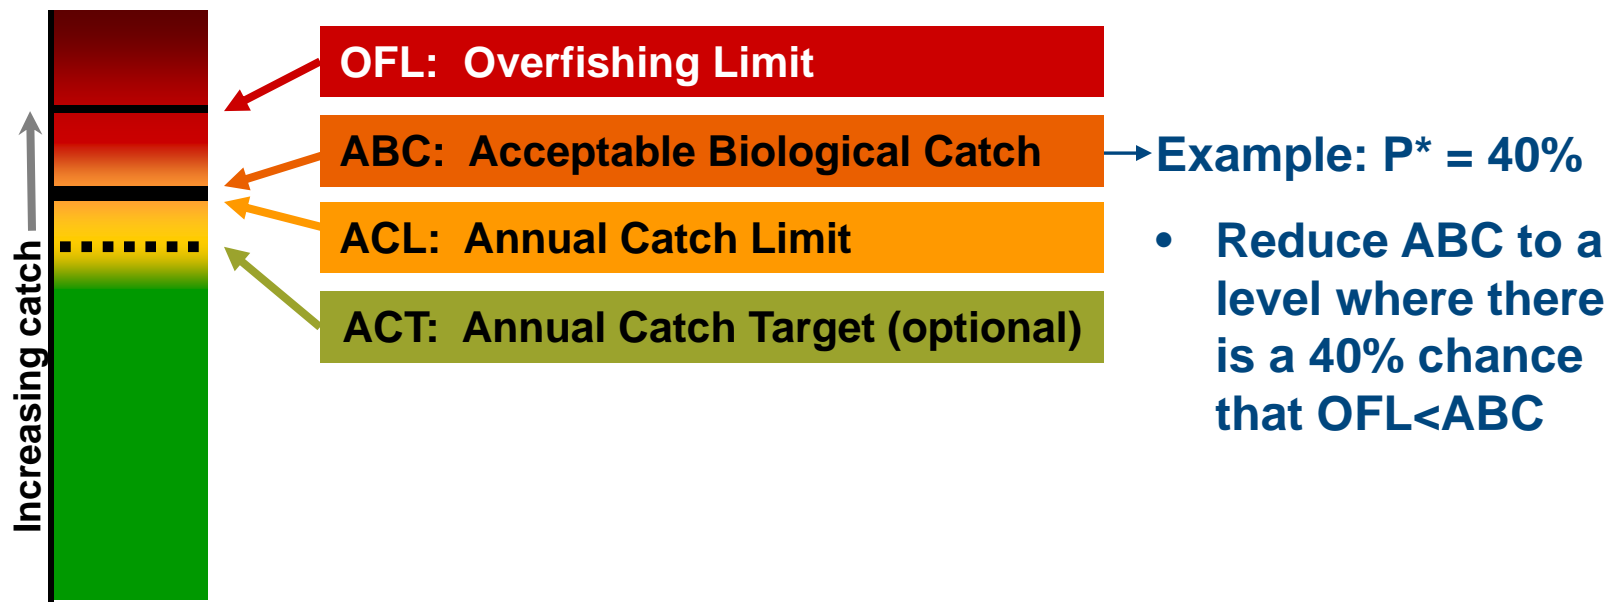 Increasing catch
OFL: Overfishing Limit
ABC: Acceptable Biological Catch
ACL: Annual Catch Limit
ACT: Annual Catch Target (optional)
Example: P* = 40%
• Reduce ABC to a
level where there
is a 40% chance
that OFL<ABC